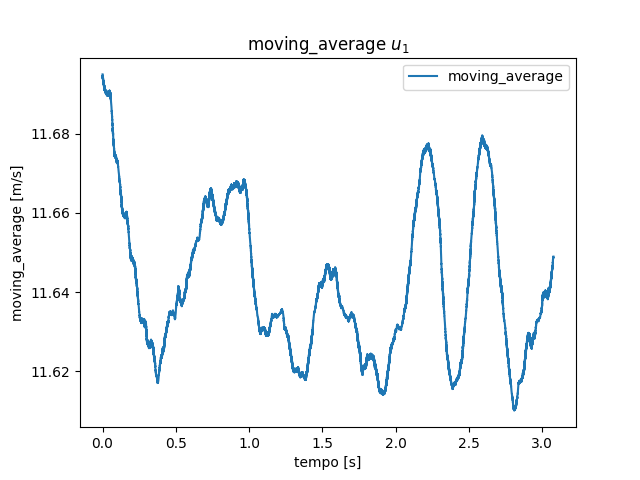 moving_average u₁
moving_average
11.68
11.66
11.64
11.62
moving_average [m/s]
0.0 0.5 1.0 1.5 2.0 2.5 3.0
tempo [s]